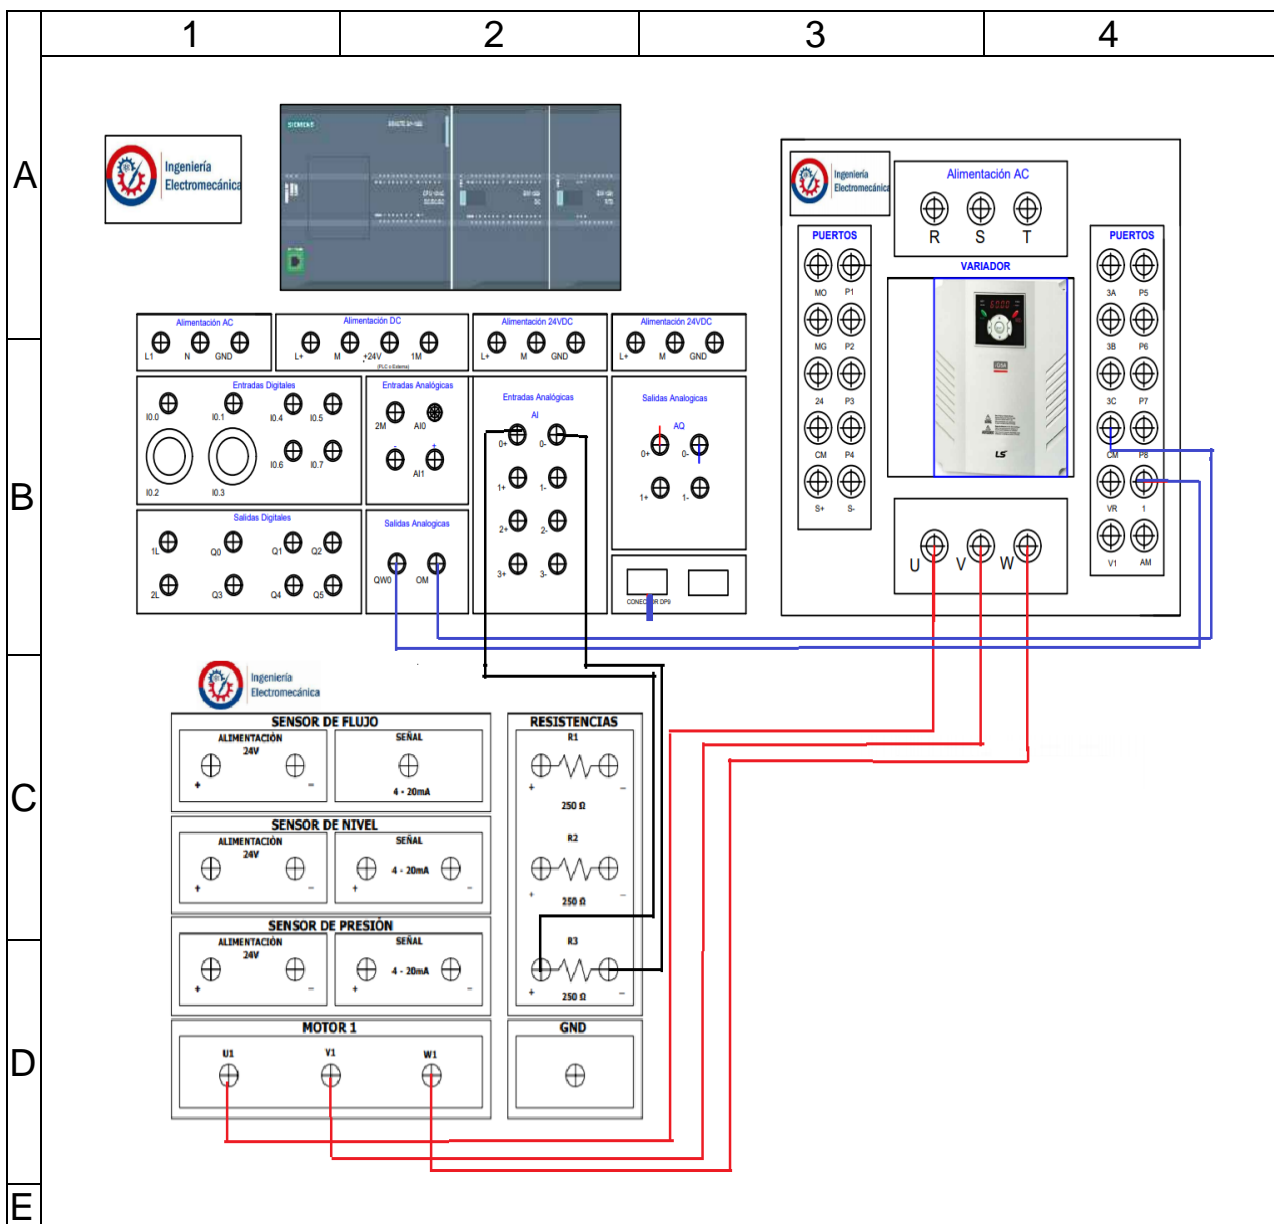 1 2 3 4
A
B
C
D
E
Ingeniería
Electromecánica
SIEMENS
Ingeniería
Electromecánica
Alimentación AC
R S T
PUERTOS
MO P1
MG P2
24 P3
CM P4
S+ S-
VARIADOR
LS
PUERTOS
3A P5
3B P6
3C P7
CM P8
VR 1
V1 AM
U V W
Alimentación AC
L1 N GND
Alimentación DC
L+ M +24V 1M
(PLC o Externa)
Alimentación 24VDC
L+ M GND
Alimentación 24VDC
L+ M GND
Entradas Digitales
I0.0 I0.1 I0.4 I0.5
I0.6 I0.7
I0.2 I0.3
Entradas Analógicas
2M AI0
- +
AI1
Entradas Analógicas
AI
0+ 0-
1+ 1-
2+ 2-
3+ 3-
Salidas Analogicas
AQ
0+ 0-
1+ 1-
Salidas Digitales
1L Q0 Q1 Q2
2L Q3 Q4 Q5
Salidas Analogicas
QW0 OM
CONECTOR DP9
Ingeniería
Electromecánica
SENSOR DE FLUJO
ALIMENTACIÓN
24V
+ -
SEÑAL
4 - 20mA
SENSOR DE NIVEL
ALIMENTACIÓN
24V
+ -
SEÑAL
4 - 20mA
+ -
SENSOR DE PRESIÓN
ALIMENTACIÓN
24V
+ -
SEÑAL
4 - 20mA
+ -
MOTOR 1
U1 V1 W1
RESISTENCIAS
R1
+ -
250 Ω
R2
+ -
250 Ω
R3
+ -
250 Ω
GND